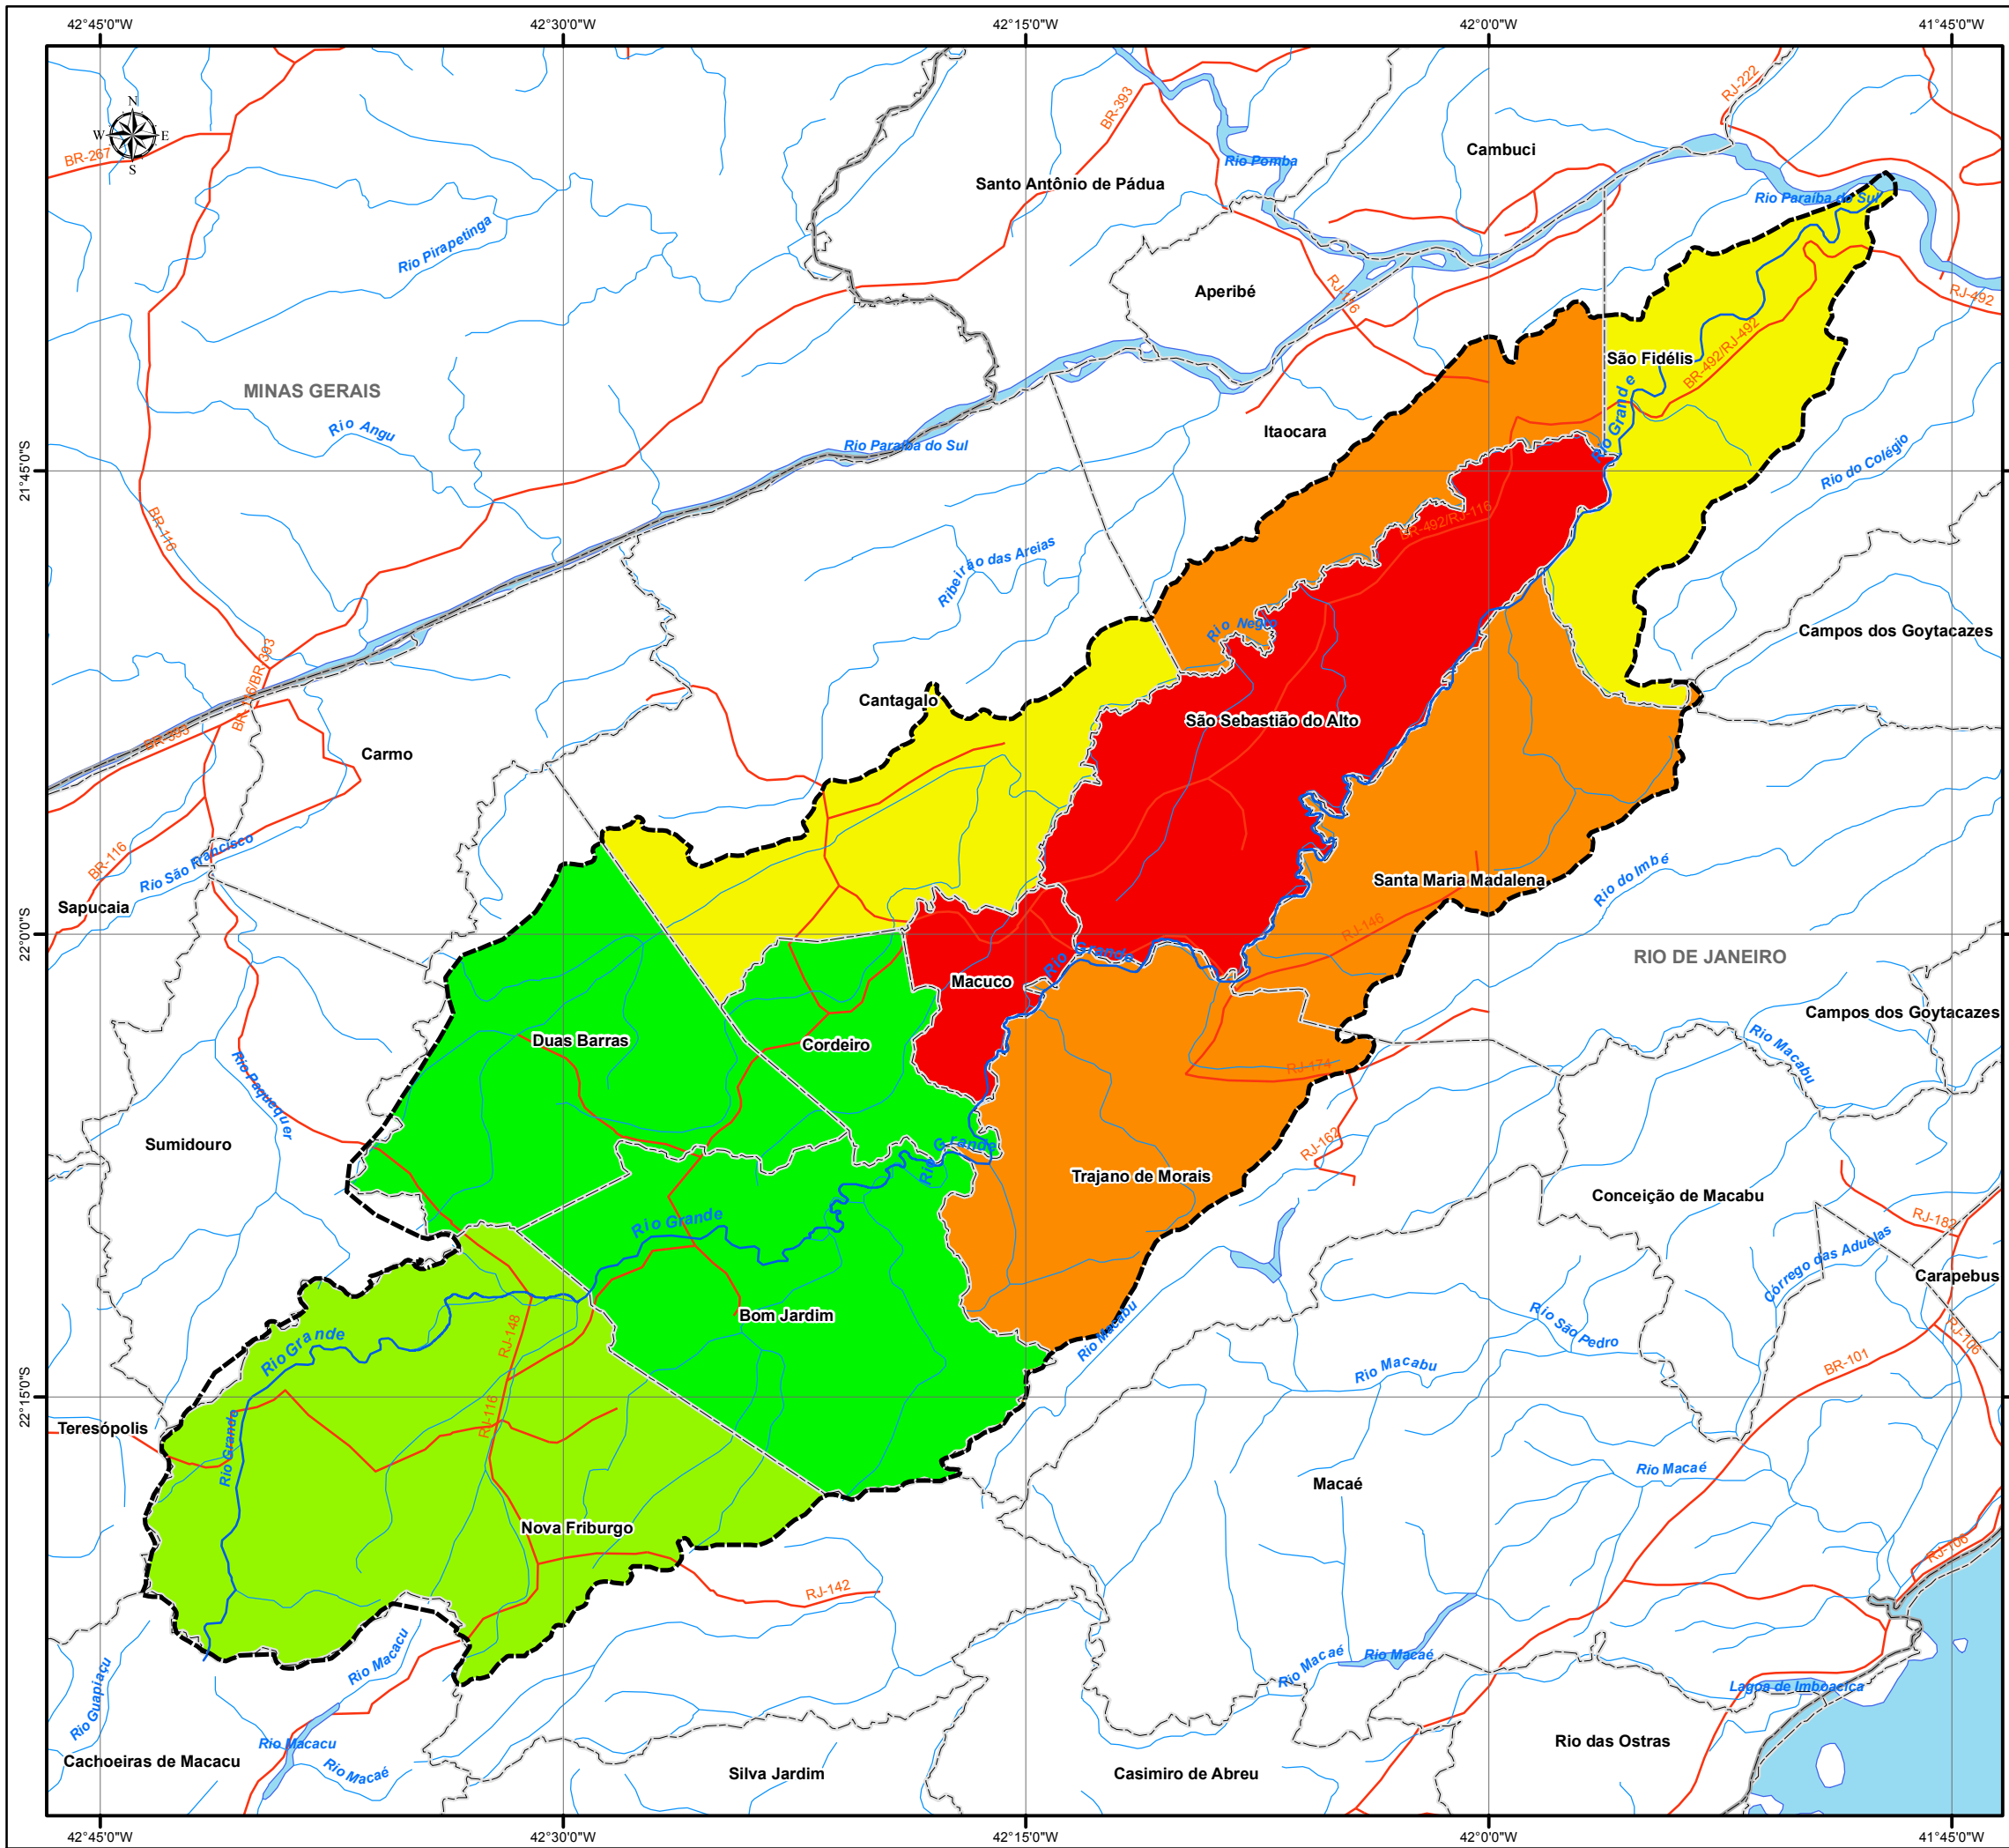 42°45'0"W
42°30'0"W
42°15'0"W
42°0'0"W
41°45'0"W
N
W
E
S
BR-267
BR-393
RJ-222
Cambuci
Rio Pomba
Santo Antônio de Pádua
Rio Paraíba do Sul
Rio Pirapetinga
Aperibé
RJ-116
RJ-492
São Fidélis
BR-492/RJ-492
MINAS GERAIS
Rio Angu
Itaocara
Rio Grande
Rio Paraíba do Sul
Rio do Colégio
21°45'0"S
BR-116
BR-492/RJ-116
Ribeirão das Areias
Rio Negro
Campos dos Goytacazes
BR-116/BR-393
Cantagalo
São Sebastião do Alto
BR-393
Carmo
BR-116
Rio São Francisco
Santa Maria Madalena
Rio do Imbé
Sapucaia
RJ-146
22°0'0"S
Rio Grande
RIO DE JANEIRO
Macuco
Campos dos Goytacazes
Duas Barras
Cordeiro
Rio Macabu
RJ-174
Rio Paquequer
Sumidouro
Rio Grande
RJ-162
Trajano de Morais
Conceição de Macabu
Rio Grande
RJ-182
Córrego das Aduelas
Carapebus
Bom Jardim
Rio São Pedro
RJ-148
Rio Grande
Rio Macabu
RJ-106
Rio Macabu
BR-101
22°15'0"S
Teresópolis
RJ-116
Rio Grande
Rio Macaé
Macaé
Nova Friburgo
RJ-106
RJ-142
Rio Macacu
Rio Macaé
Rio Macaé
Rio Guapiaçu
Lagoa de Imboacica
Rio Macacu
Rio das Ostras
Cachoeiras de Macacu
Rio Macaé
Silva Jardim
Casimiro de Abreu
42°45'0"W
42°30'0"W
42°15'0"W
42°0'0"W
41°45'0"W